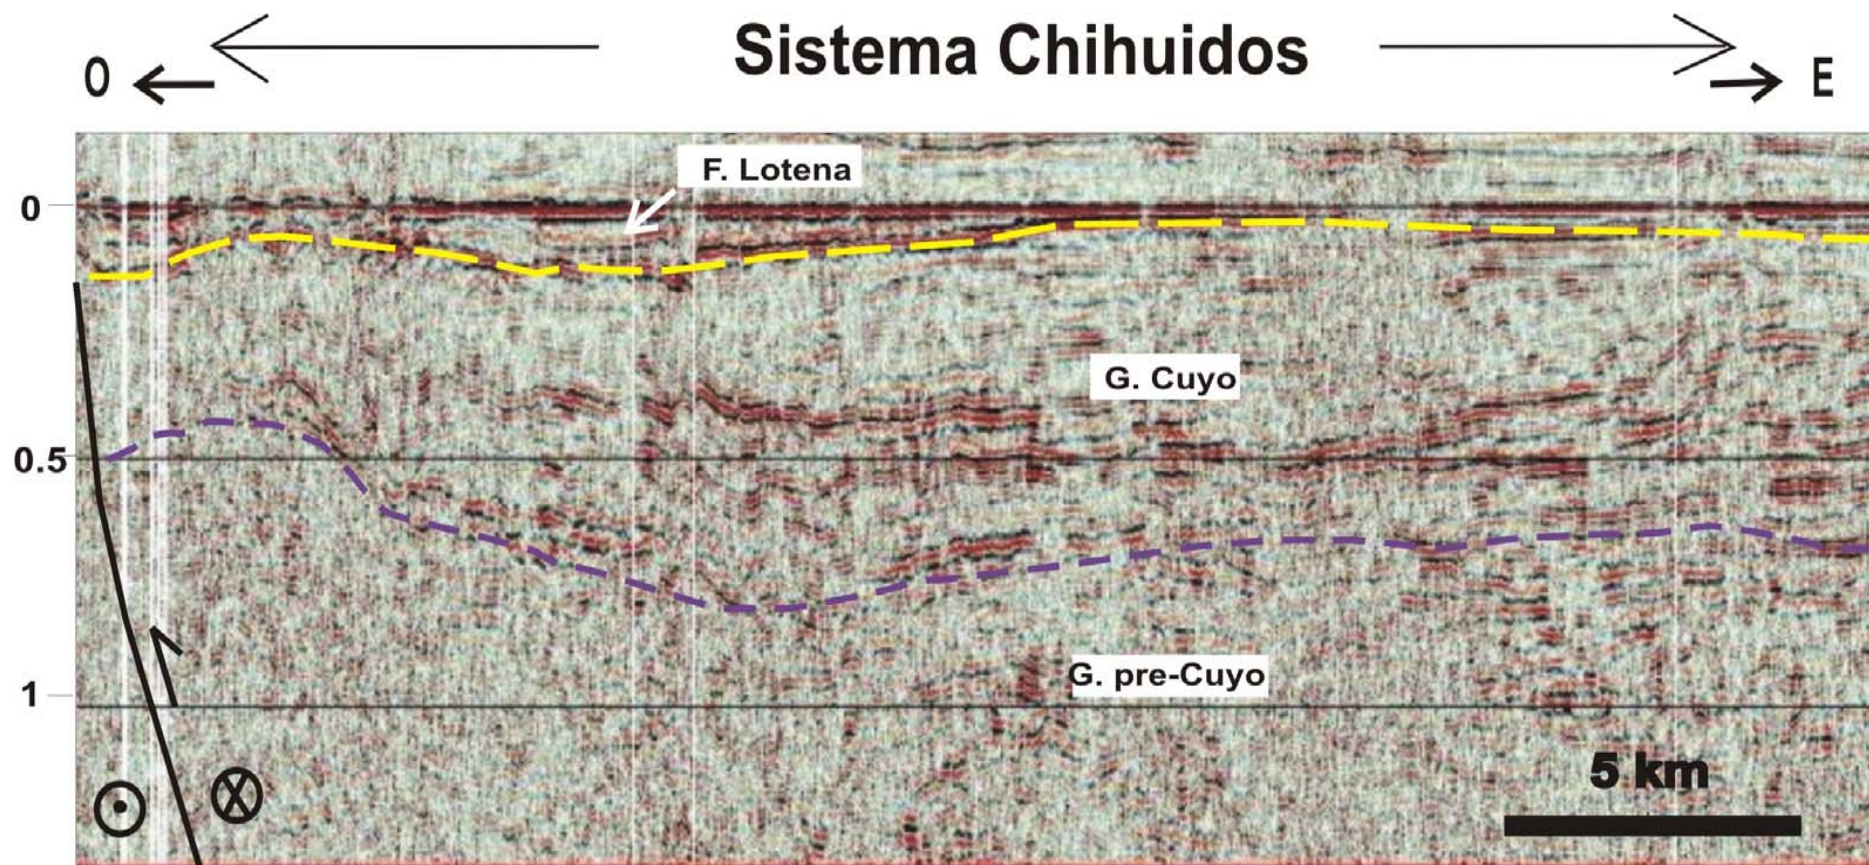 Sistema Chihuidos
O E
F. Lotena
0
G. Cuyo
0.5
G. pre-Cuyo
1
5 km